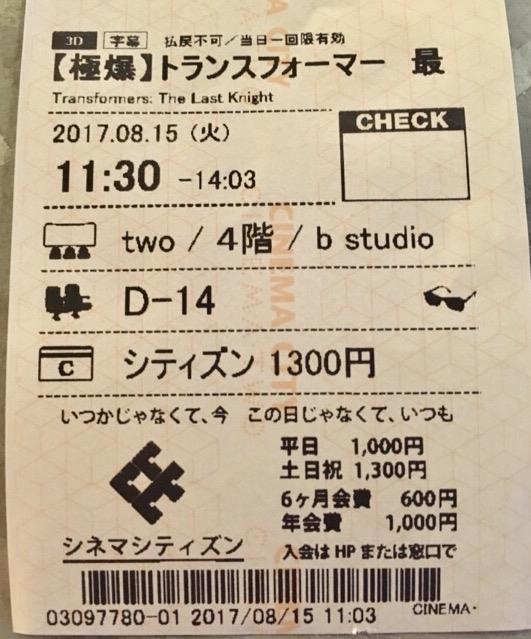 3D 字幕 払戻不可／当日一回限有効
【極爆】トランスフォーマー 最
Transformers: The Last Knight
2017.08.15（火）
CHECK
11:30 -14:03
two / 4階 / b studio
D-14
C シティズン 1300円
いつかじゃなくて、今 この日じゃなくて、いつも
平日 1,000円
土日祝 1,300円
6ヶ月会費 600円
年会費 1,000円
シネマシティズン
入会は HP または窓口で
03097780-01 2017/08/15 11:03 CINEMA・
CINEMA CITY